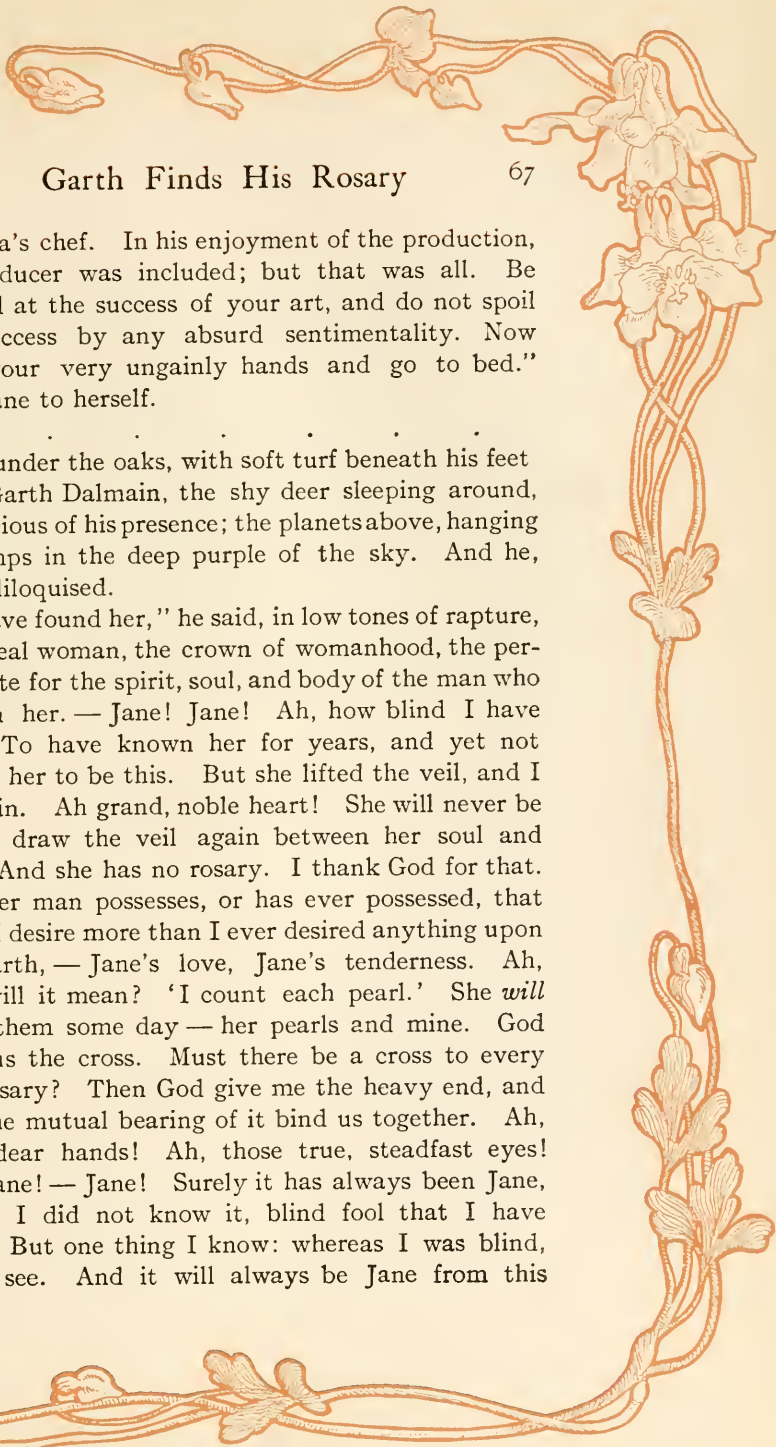 Garth Finds His Rosary 67
a's chef. In his enjoyment of the production,
ducer was included; but that was all. Be
l at the success of your art, and do not spoil
ccess by any absurd sentimentality. Now
our very ungainly hands and go to bed."
ane to herself.
. . . . . .
under the oaks, with soft turf beneath his feet
Garth Dalmain, the shy deer sleeping around,
cious of his presence; the planets above, hanging
mps in the deep purple of the sky. And he,
liloquised.
ve found her," he said, in low tones of rapture,
eal woman, the crown of womanhood, the per-
te for the spirit, soul, and body of the man who
n her. — Jane! Jane! Ah, how blind I have
To have known her for years, and yet not
her to be this. But she lifted the veil, and I
in. Ah grand, noble heart! She will never be
draw the veil again between her soul and
And she has no rosary. I thank God for that.
er man possesses, or has ever possessed, that
I desire more than I ever desired anything upon
rth, — Jane's love, Jane's tenderness. Ah,
will it mean? 'I count each pearl.' She will
them some day — her pearls and mine. God
us the cross. Must there be a cross to every
sary? Then God give me the heavy end, and
he mutual bearing of it bind us together. Ah,
dear hands! Ah, those true, steadfast eyes!
ane! — Jane! Surely it has always been Jane,
I did not know it, blind fool that I have
But one thing I know: whereas I was blind,
see. And it will always be Jane from this